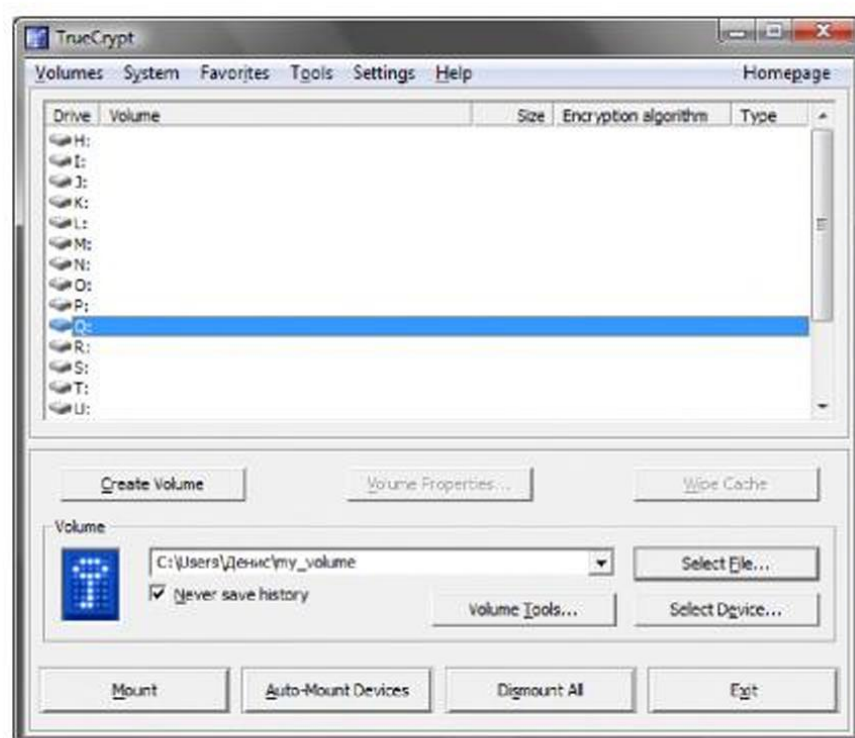 TrueCrypt
Volumes System Favorites Tools Settings Help Homepage
Drive Volume Size Encryption algorithm Type
H:
I:
J:
K:
L:
M:
N:
O:
P:
Q:
R:
S:
T:
U:
Create Volume Volume Properties... Wipe Cache
Volume
C:\Users\Денис\my_volume Select File...
Never save history
Volume Tools... Select Device...
Mount Auto-Mount Devices Dismount All Exit